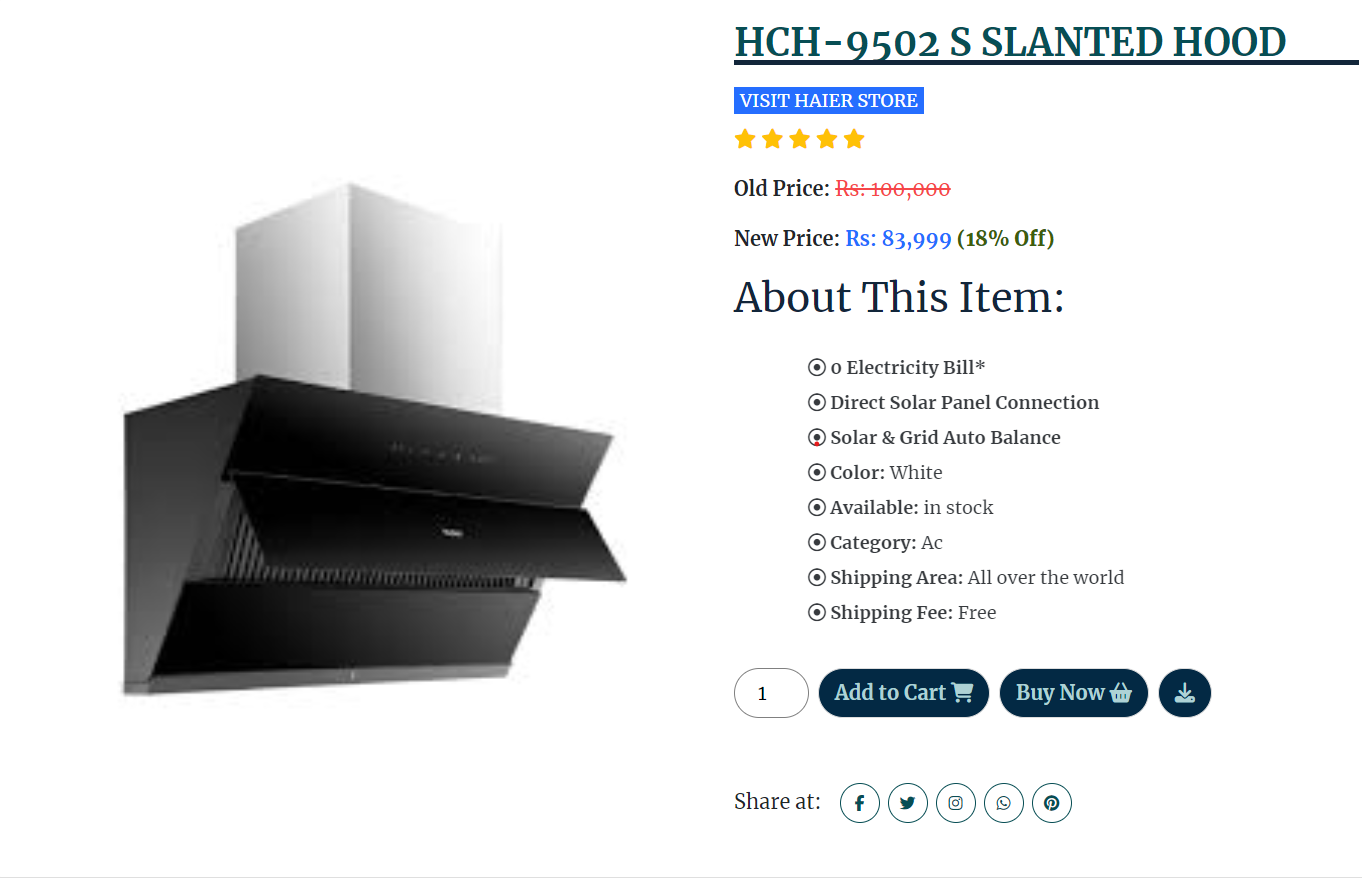 HCH-9502 S SLANTED HOOD
VISIT HAIER STORE
Old Price: Rs: 100,000
New Price: Rs: 83,999 (18% Off)
About This Item:
0 Electricity Bill*
Direct Solar Panel Connection
Solar & Grid Auto Balance
Color: White
Available: in stock
Category: Ac
Shipping Area: All over the world
Shipping Fee: Free
1 Add to Cart Buy Now
Share at: